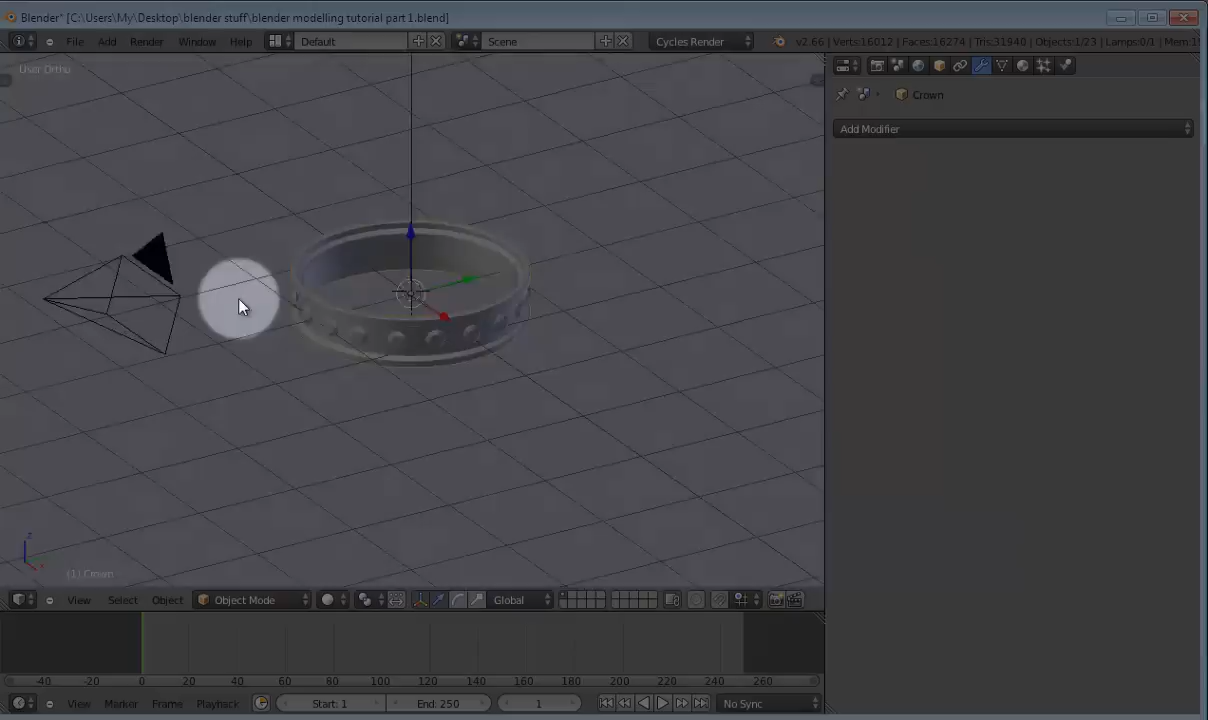 Blender* [C:\Users\My\Desktop\blender stuff\blender modelling tutorial part 1.blend]
File Add Render Window Help Default Scene Cycles Render v2.66 | Verts:16012 | Faces:16274 | Tris:31940 | Objects:1/23 | Lamps:0/1 | Mem:1
User Ortho
Crown
Add Modifier
z
(1) Crown
View Select Object Object Mode Global
-40 -20 0 20 40 60 80 100 120 140 160 180 200 220 240 260
View Marker Frame Playback Start: 1 End: 250 1 No Sync